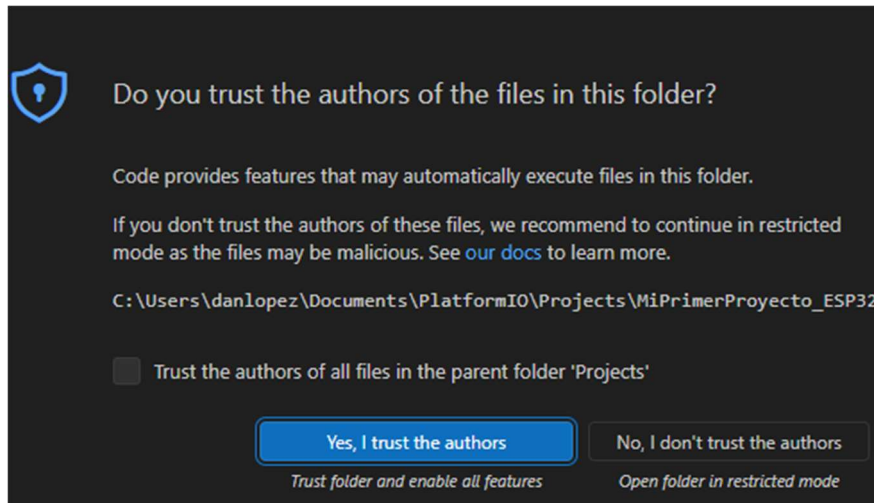 Do you trust the authors of the files in this folder?
Code provides features that may automatically execute files in this folder.
If you don't trust the authors of these files, we recommend to continue in restricted
mode as the files may be malicious. See our docs to learn more.
C:\Users\danlopez\Documents\PlatformIO\Projects\MiPrimerProyecto_ESP32
Trust the authors of all files in the parent folder 'Projects'
Yes, I trust the authors
No, I don't trust the authors
Trust folder and enable all features
Open folder in restricted mode